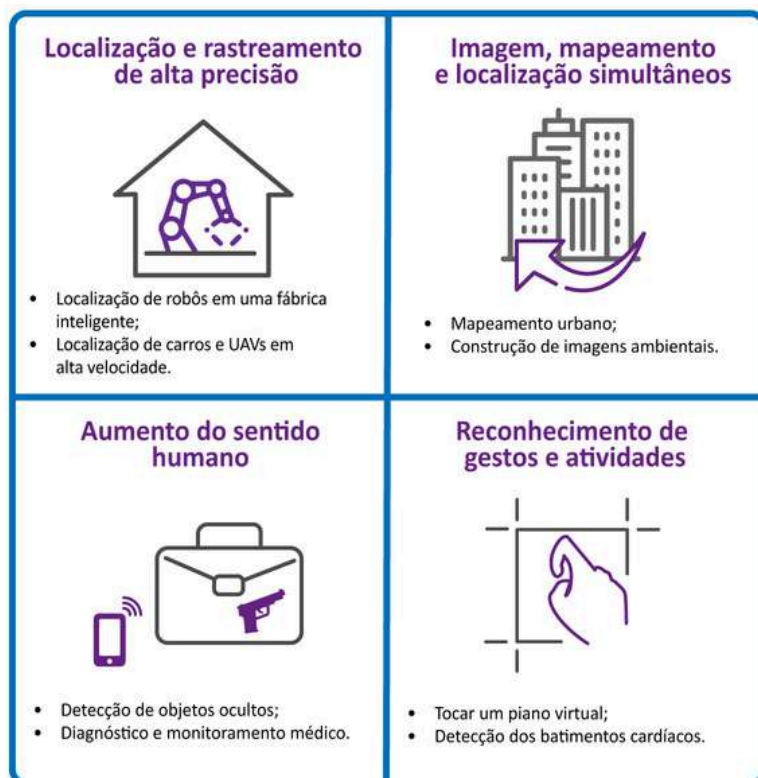 Localização e rastreamento
de alta precisão
• Localização de robôs em uma fábrica
inteligente;
• Localização de carros e UAVs em
alta velocidade.
Imagem, mapeamento
e localização simultâneos
• Mapeamento urbano;
• Construção de imagens ambientais.
Aumento do sentido
humano
• Detecção de objetos ocultos;
• Diagnóstico e monitoramento médico.
Reconhecimento de
gestos e atividades
• Tocar um piano virtual;
• Detecção dos batimentos cardíacos.